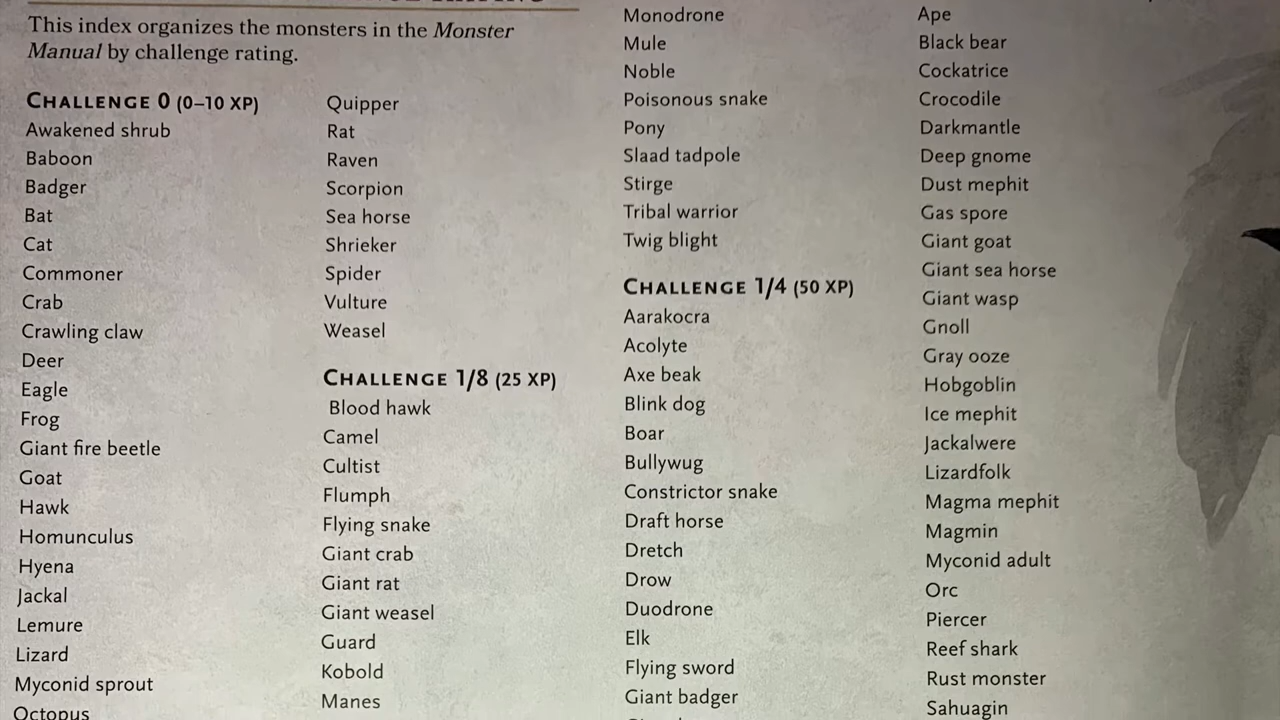 This index organizes the monsters in the Monster
Manual by challenge rating.
CHALLENGE 0 (0–10 XP)
Awakened shrub
Baboon
Badger
Bat
Cat
Commoner
Crab
Crawling claw
Deer
Eagle
Frog
Giant fire beetle
Goat
Hawk
Homunculus
Hyena
Jackal
Lemure
Lizard
Myconid sprout
Octopus
Quipper
Rat
Raven
Scorpion
Sea horse
Shrieker
Spider
Vulture
Weasel
CHALLENGE 1/8 (25 XP)
Blood hawk
Camel
Cultist
Flumph
Flying snake
Giant crab
Giant rat
Giant weasel
Guard
Kobold
Manes
Monodrone
Mule
Noble
Poisonous snake
Pony
Slaad tadpole
Stirge
Tribal warrior
Twig blight
CHALLENGE 1/4 (50 XP)
Aarakocra
Acolyte
Axe beak
Blink dog
Boar
Bullywug
Constrictor snake
Draft horse
Dretch
Drow
Duodrone
Elk
Flying sword
Giant badger
Ape
Black bear
Cockatrice
Crocodile
Darkmantle
Deep gnome
Dust mephit
Gas spore
Giant goat
Giant sea horse
Giant wasp
Gnoll
Gray ooze
Hobgoblin
Ice mephit
Jackalwere
Lizardfolk
Magma mephit
Magmin
Myconid adult
Orc
Piercer
Reef shark
Rust monster
Sahuagin